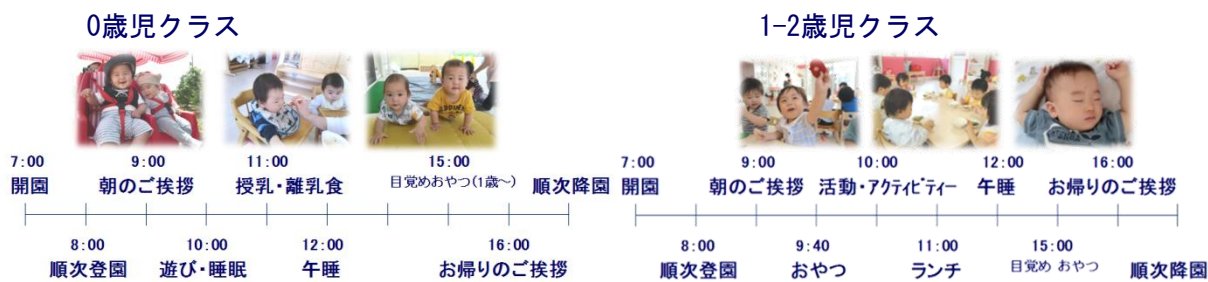 0歳児クラス
7:00
開園
9:00
朝のご挨拶
11:00
授乳・離乳食
15:00
目覚めおやつ(1歳~)
順次降園
8:00
順次登園
10:00
遊び・睡眠
12:00
午睡
16:00
お帰りのご挨拶
1-2歳児クラス
7:00
開園
9:00
朝のご挨拶
10:00
活動・アクティビティー
12:00
午睡
16:00
お帰りのご挨拶
8:00
順次登園
9:40
おやつ
11:00
ランチ
15:00
目覚め おやつ
順次降園